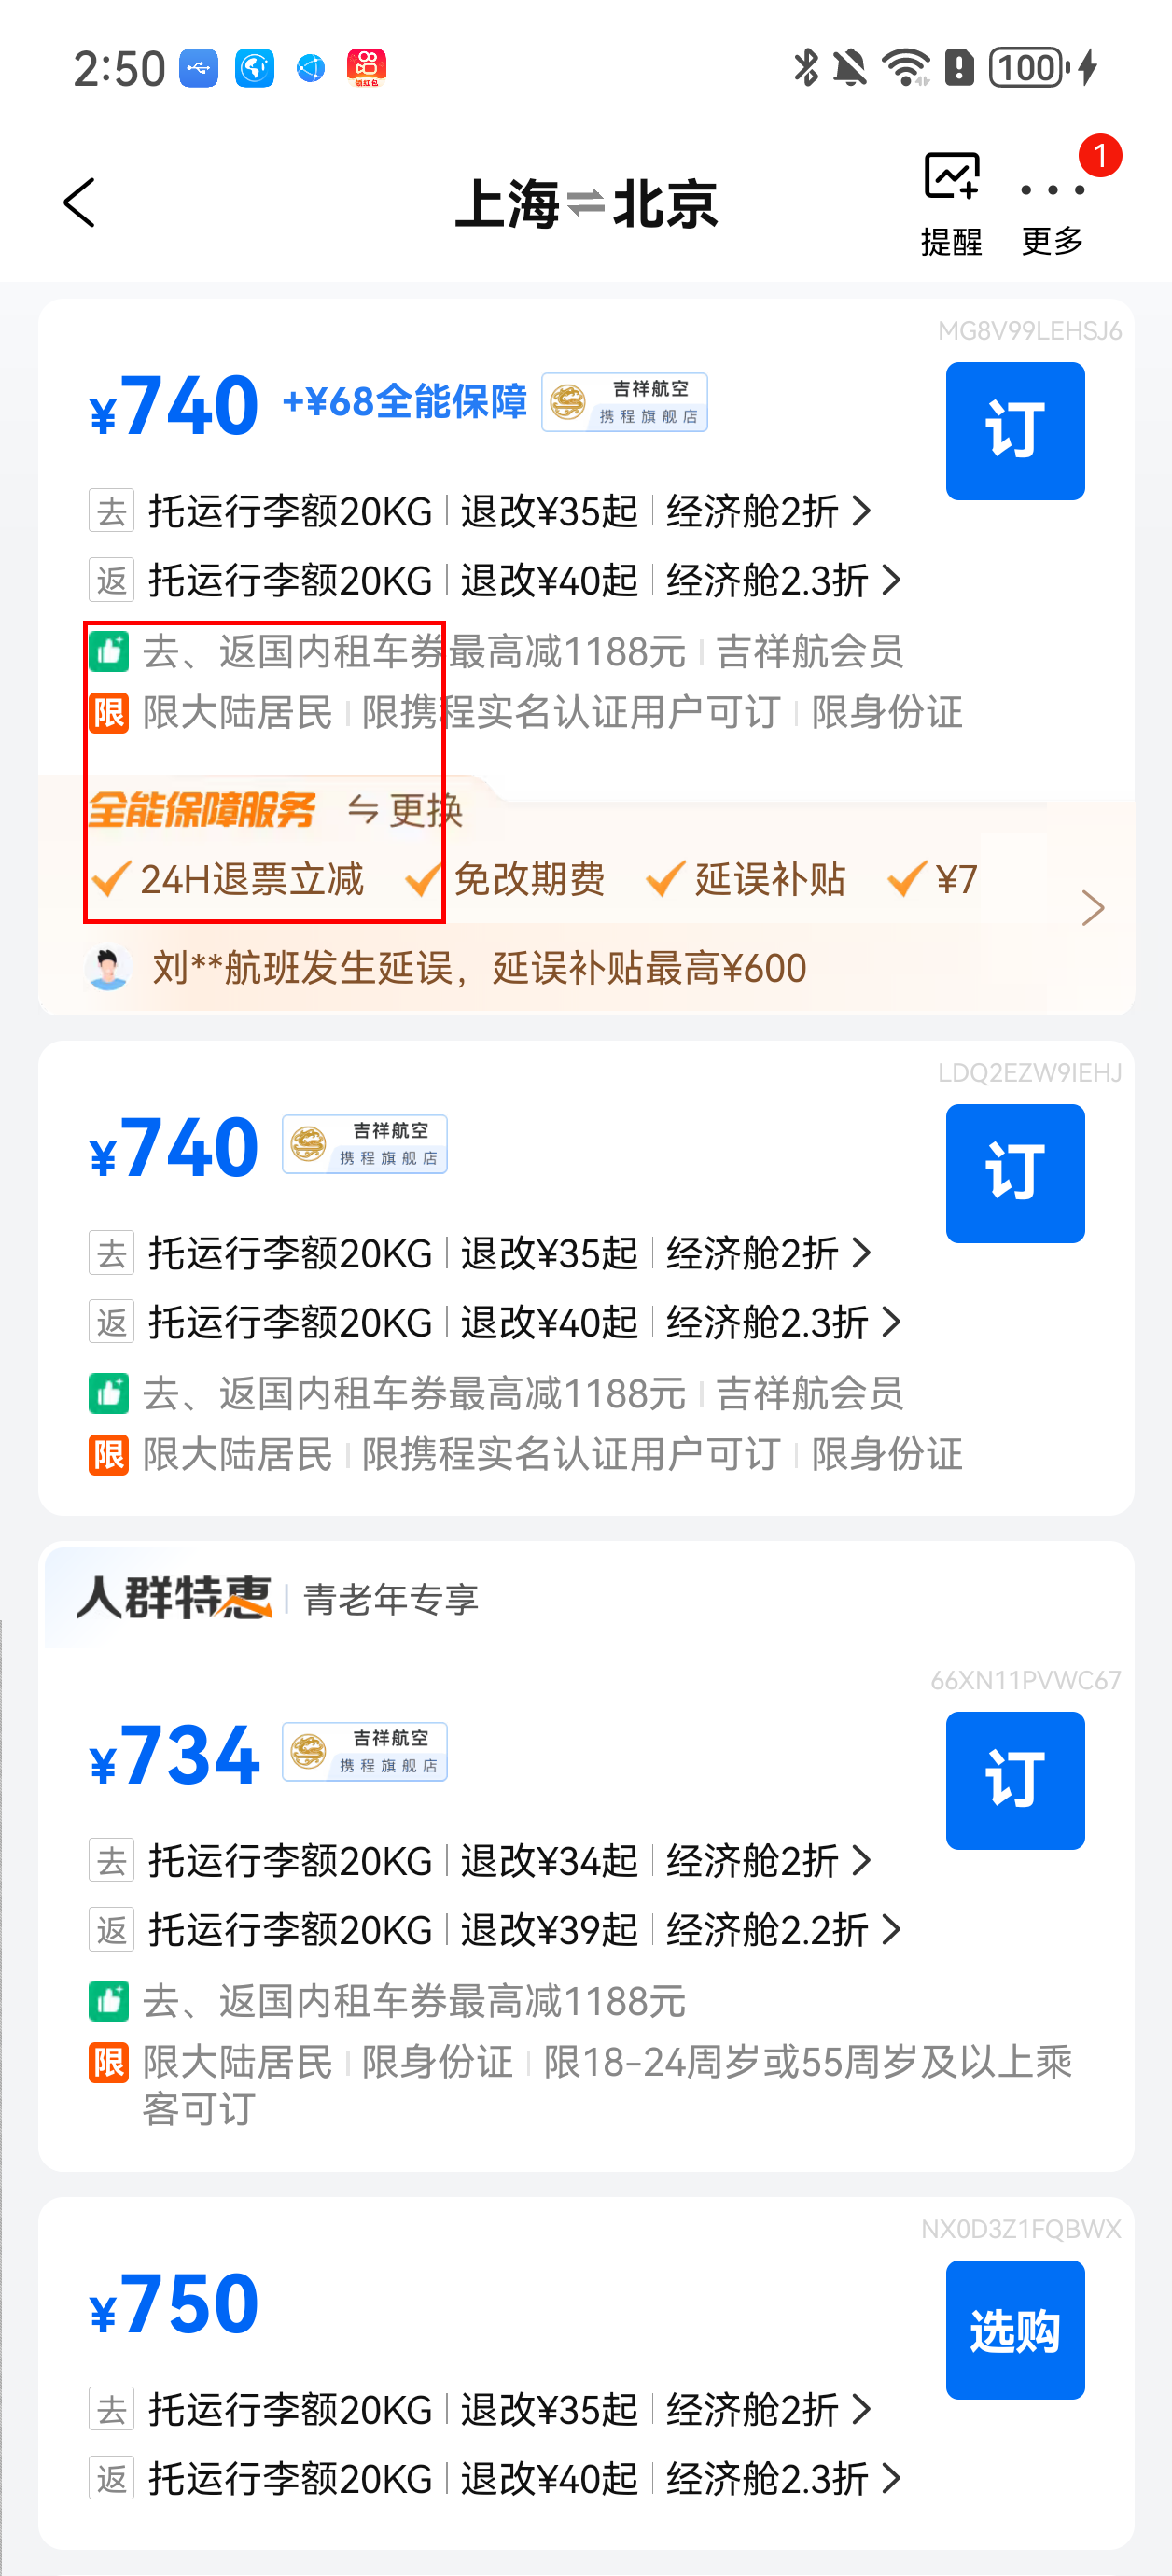 2:50
领红包
100
上海⇌北京
提醒
更多
1
MG8V99LEHSJ6
¥740 +¥68全能保障 吉祥航空 携程旗舰店
订
去 托运行李额20KG | 退改¥35起 | 经济舱2折 >
返 托运行李额20KG | 退改¥40起 | 经济舱2.3折 >
去、返国内租车券最高减1188元 | 吉祥航会员
限 限大陆居民 | 限携程实名认证用户可订 | 限身份证
全能保障服务 ⇋ 更换
24H退票立减 免改期费 延误补贴 ¥7
刘**航班发生延误，延误补贴最高¥600
LDQ2EZW9IEHJ
¥740 吉祥航空 携程旗舰店
订
去 托运行李额20KG | 退改¥35起 | 经济舱2折 >
返 托运行李额20KG | 退改¥40起 | 经济舱2.3折 >
去、返国内租车券最高减1188元 | 吉祥航会员
限 限大陆居民 | 限携程实名认证用户可订 | 限身份证
人群特惠 | 青老年专享
66XN11PVWC67
¥734 吉祥航空 携程旗舰店
订
去 托运行李额20KG | 退改¥34起 | 经济舱2折 >
返 托运行李额20KG | 退改¥39起 | 经济舱2.2折 >
去、返国内租车券最高减1188元
限 限大陆居民 | 限身份证 | 限18-24周岁或55周岁及以上乘
客可订
NX0D3Z1FQBWX
¥750
选购
去 托运行李额20KG | 退改¥35起 | 经济舱2折 >
返 托运行李额20KG | 退改¥40起 | 经济舱2.3折 >